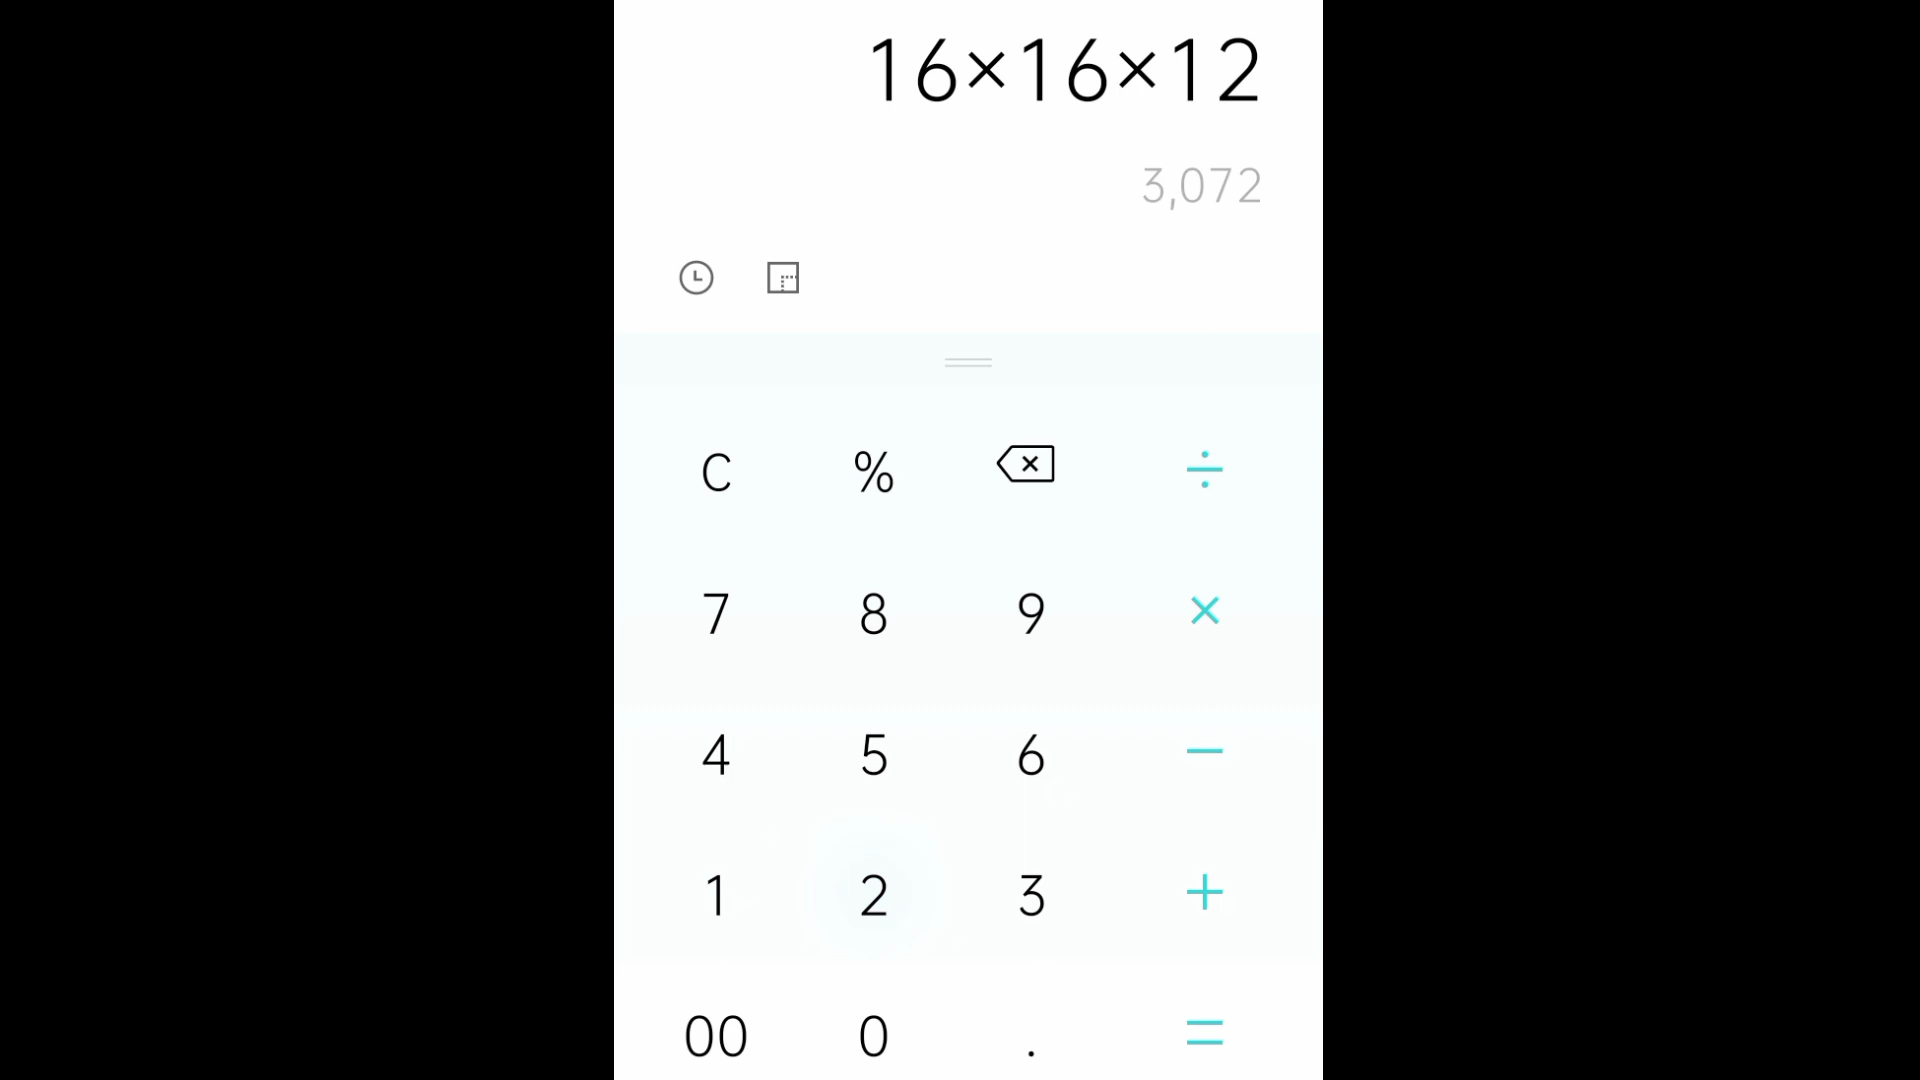 16×16×12
3,072
C % ÷
7 8 9 ×
4 5 6 −
1 2 3 +
00 0 . =